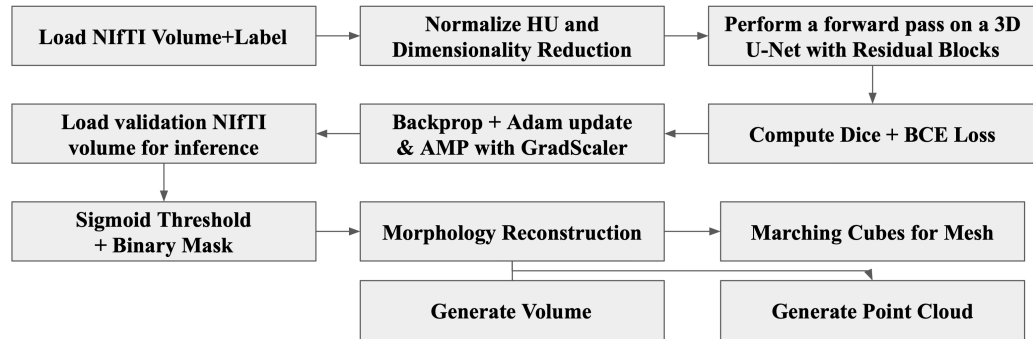 Load NIfTI Volume+Label
Normalize HU and
Dimensionality Reduction
Perform a forward pass on a 3D
U-Net with Residual Blocks
Load validation NIfTI
volume for inference
Backprop + Adam update
& AMP with GradScaler
Compute Dice + BCE Loss
Sigmoid Threshold
+ Binary Mask
Morphology Reconstruction
Marching Cubes for Mesh
Generate Volume
Generate Point Cloud